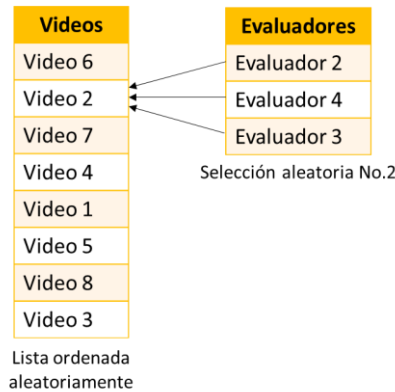 Videos
Video 6
Video 2
Video 7
Video 4
Video 1
Video 5
Video 8
Video 3
Lista ordenada
aleatoriamente
Evaluadores
Evaluador 2
Evaluador 4
Evaluador 3
Selección aleatoria No.2